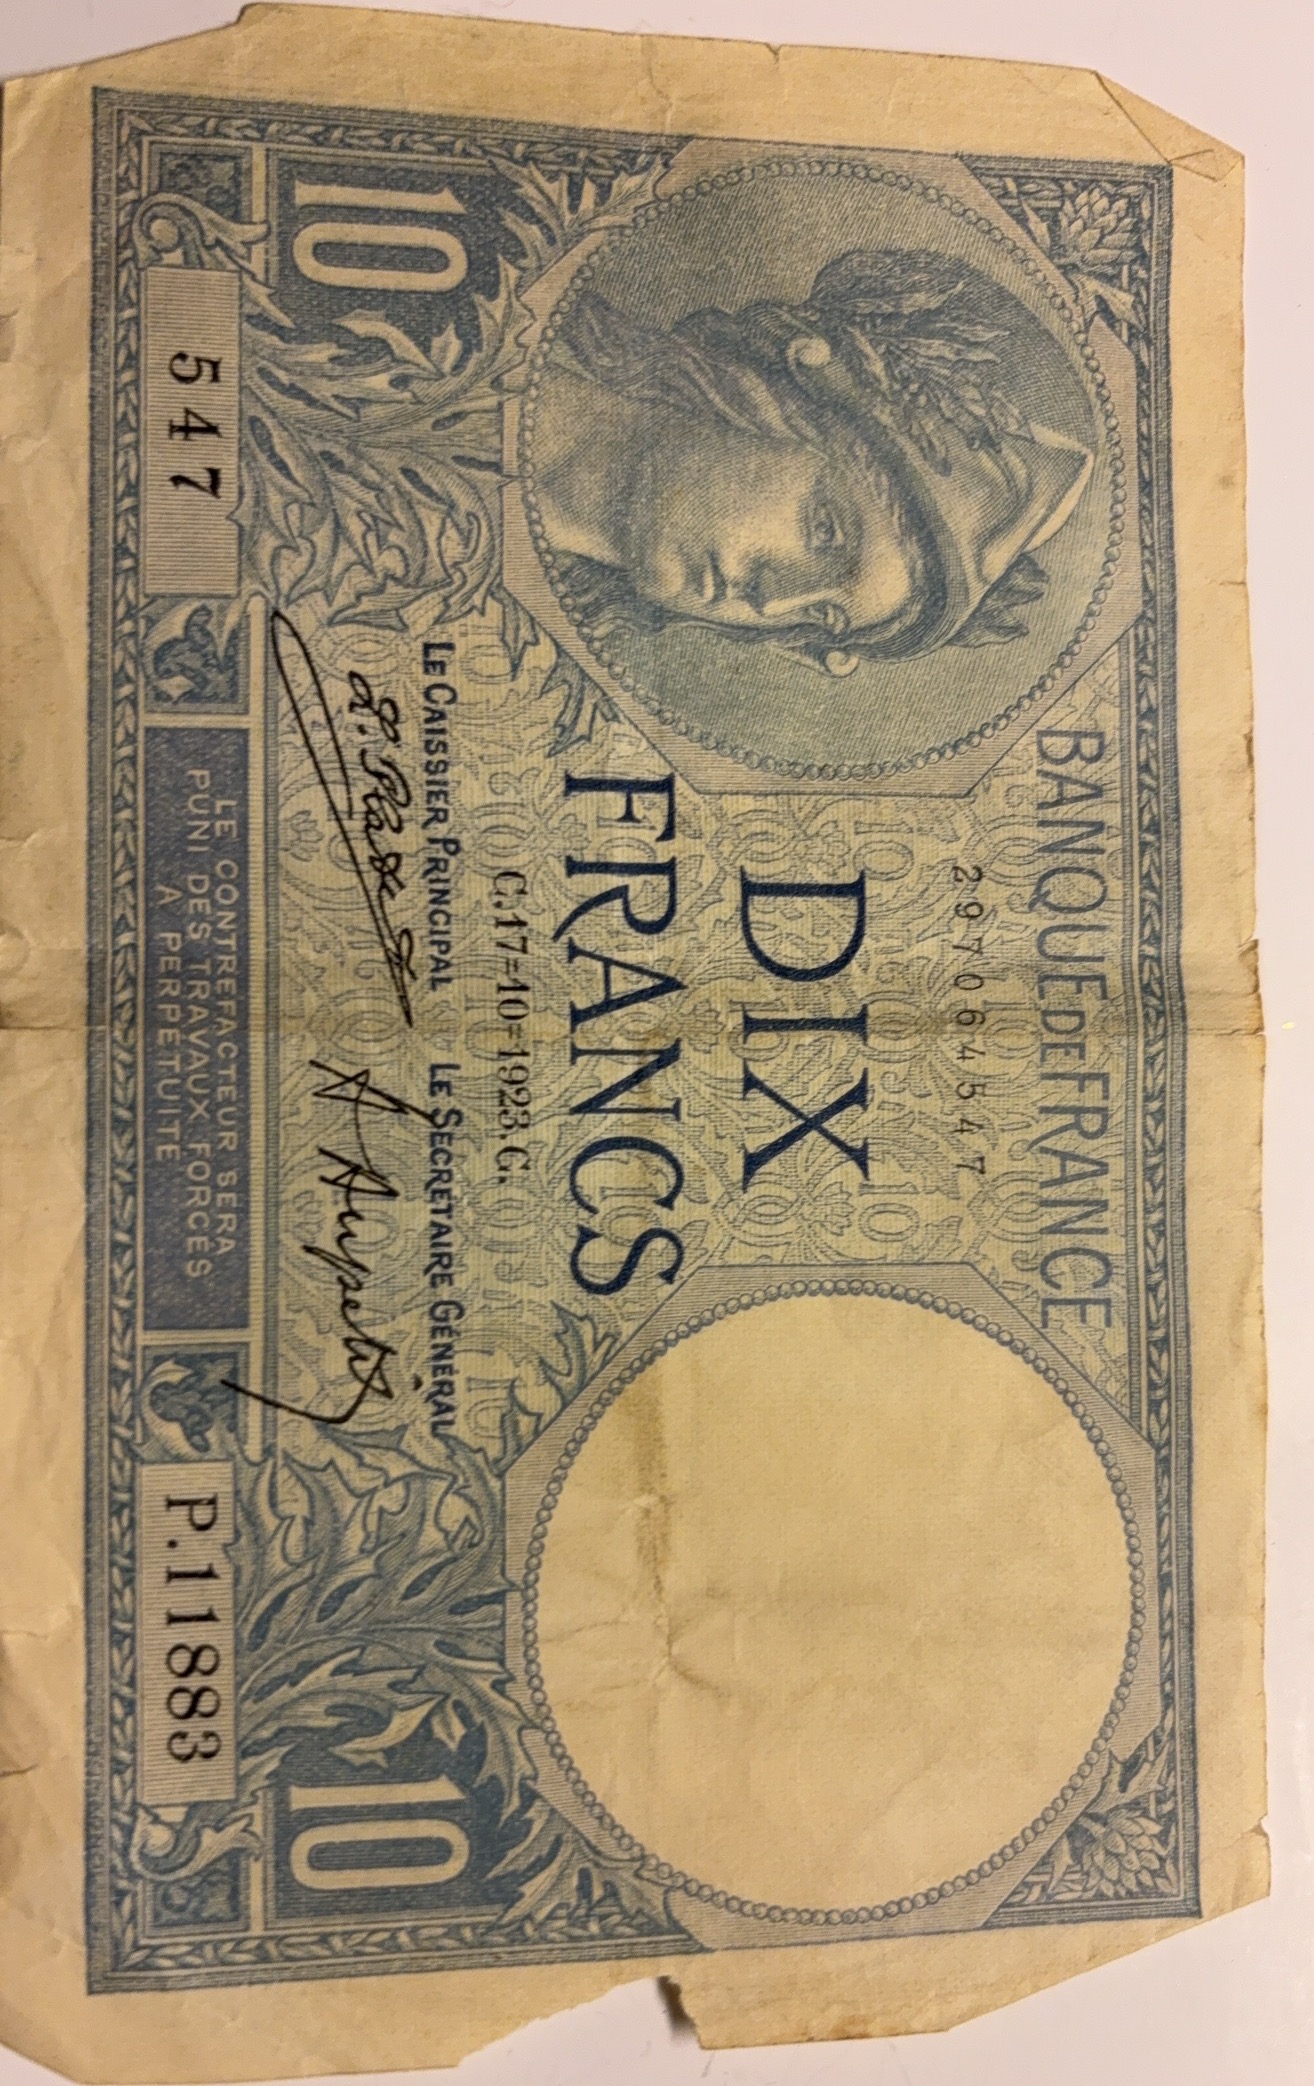 BANQUE DE FRANCE
297064547
DIX
FRANCS
C.17=10=1923.C.
LE CAISSIER PRINCIPAL
LE SECRÉTAIRE GÉNÉRAL
10
10
547
LE CONTREFACTEUR SERA
PUNI DES TRAVAUX FORCÉS
A PERPÉTUITÉ
P.11883